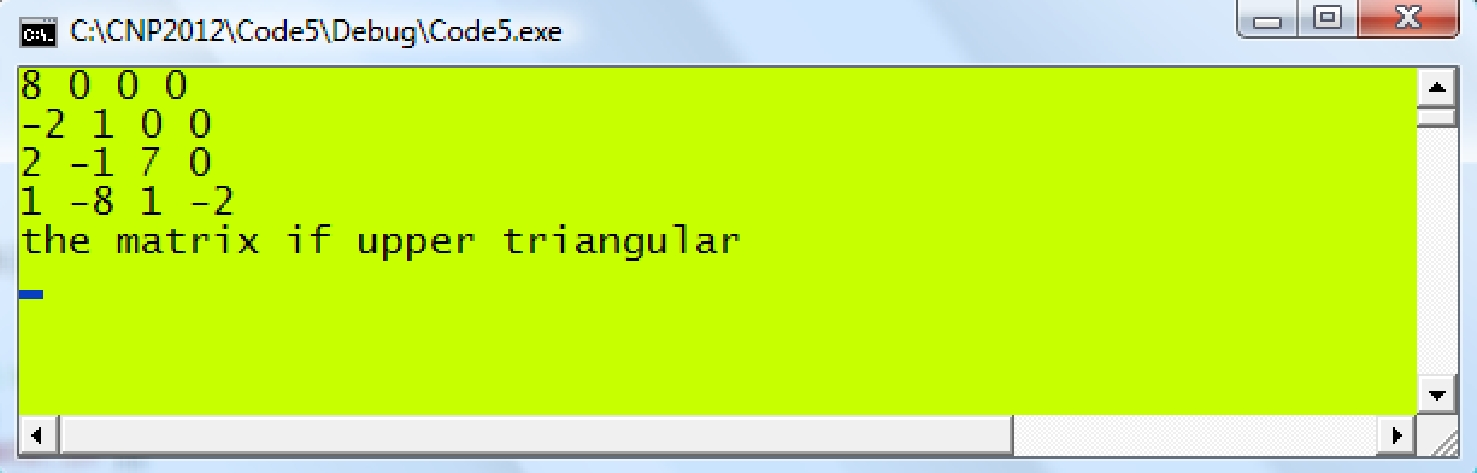 C:\CNP2012\Code5\Debug\Code5.exe
8 0 0 0
-2 1 0 0
2 -1 7 0
1 -8 1 -2
the matrix if upper triangular